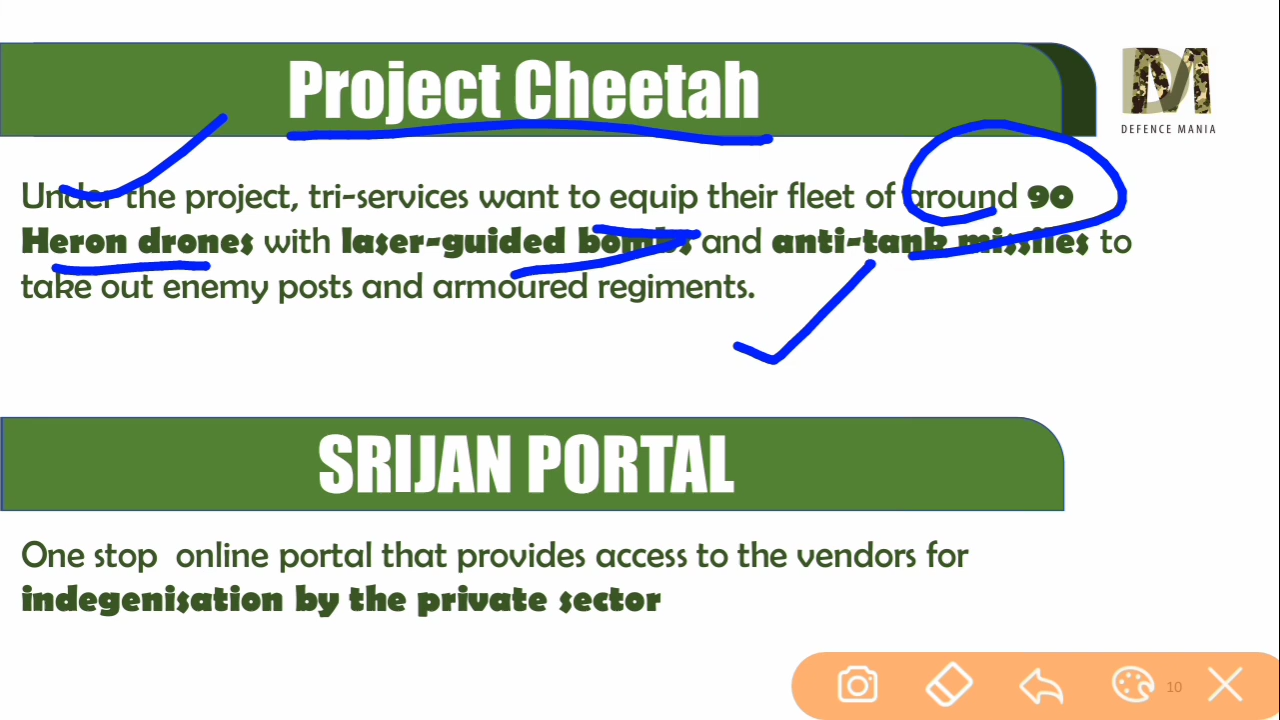 Project Cheetah
DM
DEFENCE MANIA
Under the project, tri-services want to equip their fleet of around 90
Heron drones with laser-guided bombs and anti-tank missiles to
take out enemy posts and armoured regiments.
SRIJAN PORTAL
One stop online portal that provides access to the vendors for
indegenisation by the private sector
10